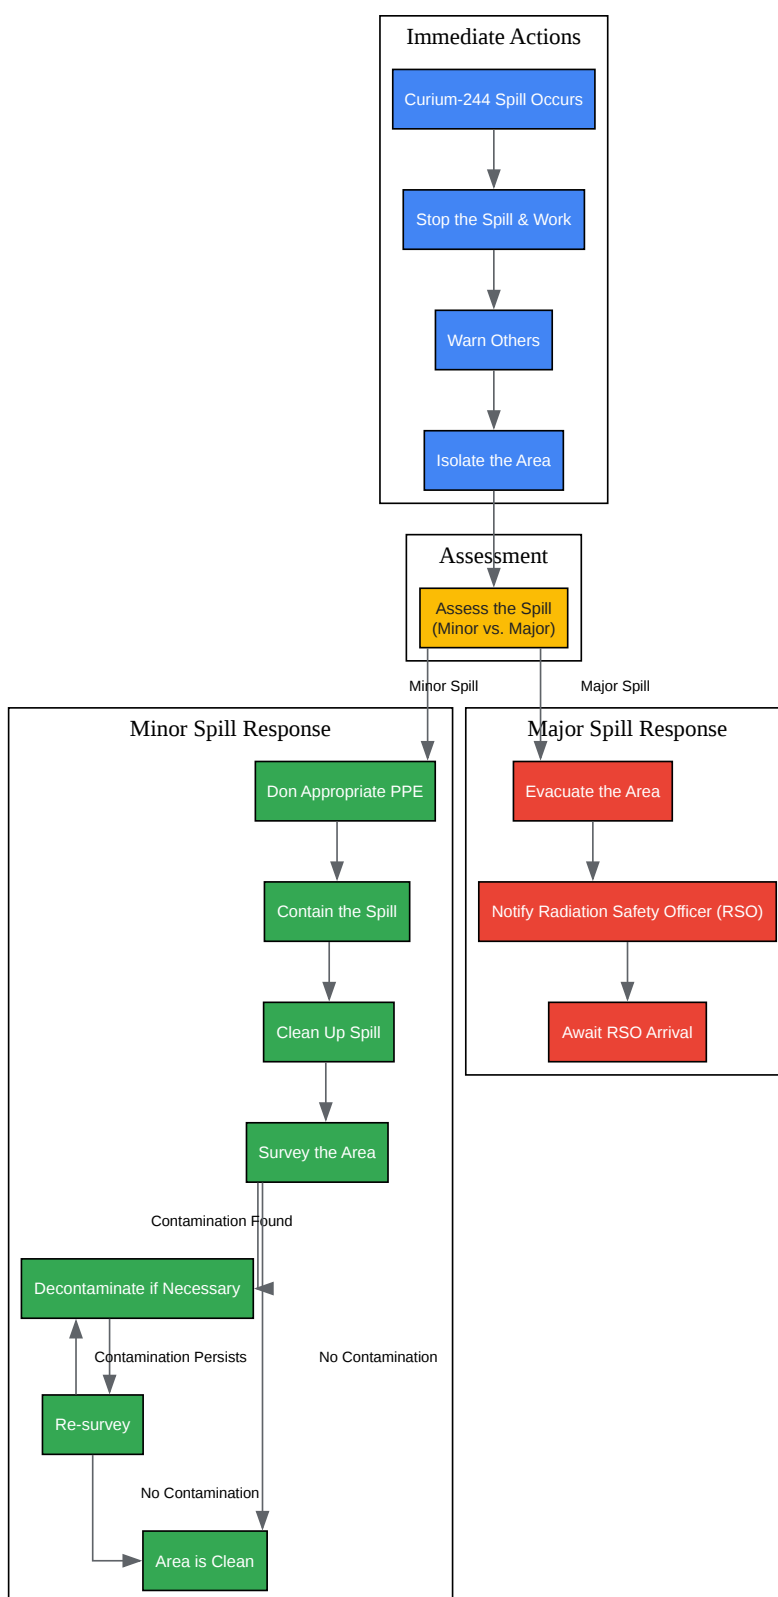 Immediate Actions
Curium-244 Spill Occurs
Stop the Spill & Work
Warn Others
Isolate the Area
Assessment
Assess the Spill
(Minor vs. Major)
Minor Spill
Major Spill
Minor Spill Response
Don Appropriate PPE
Contain the Spill
Clean Up Spill
Survey the Area
Contamination Found
Decontaminate if Necessary
Contamination Persists
No Contamination
Re-survey
No Contamination
Area is Clean
Major Spill Response
Evacuate the Area
Notify Radiation Safety Officer (RSO)
Await RSO Arrival